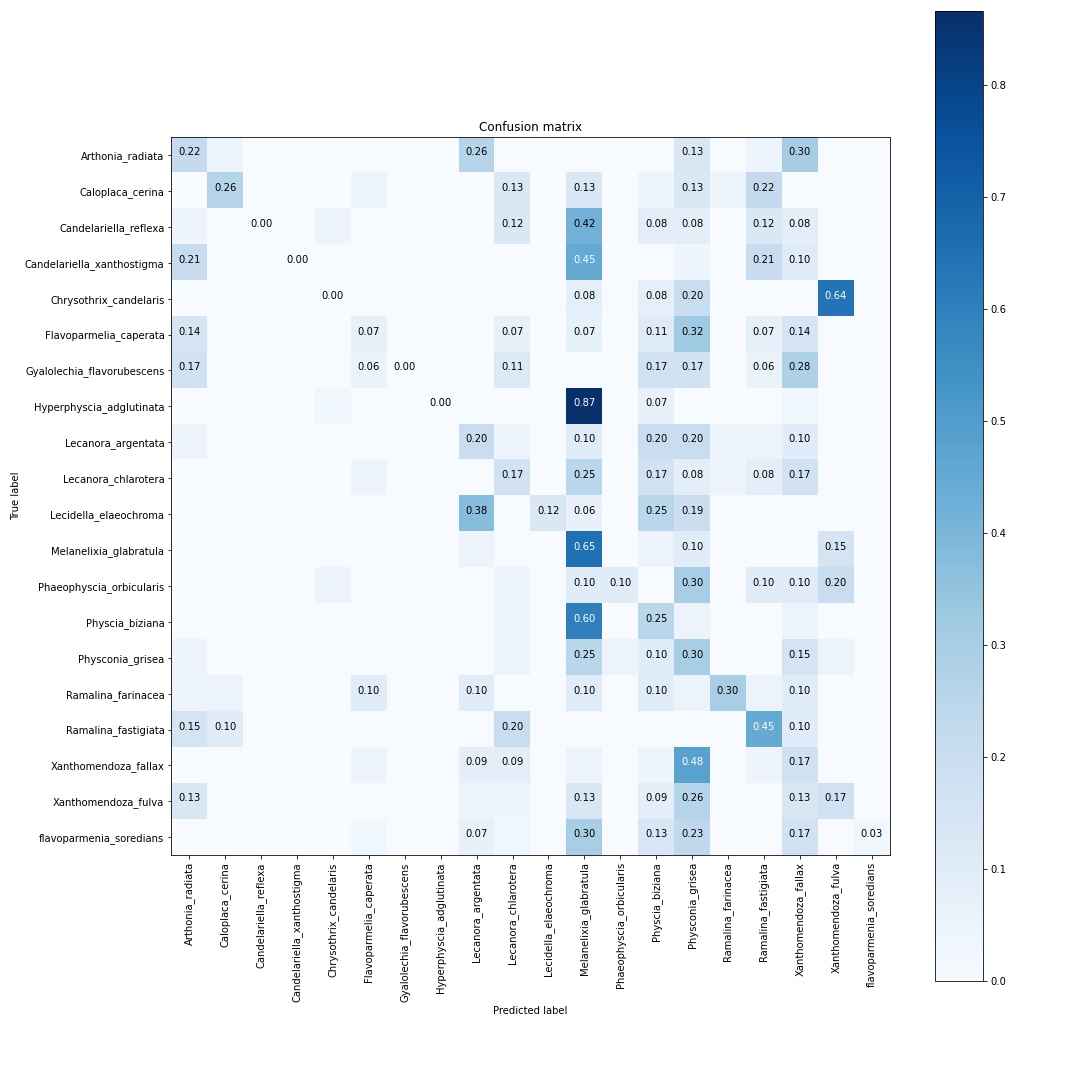 Confusion matrix
Arthonia_radiata 0.22 0.26 0.13 0.30
Caloplaca_cerina 0.26 0.13 0.13 0.13 0.22
Candelariella_reflexa 0.00 0.12 0.42 0.08 0.08 0.12 0.08
Candelariella_xanthostigma 0.21 0.00 0.45 0.21 0.10
Chrysothrix_candelaris 0.00 0.08 0.08 0.20 0.64
Flavoparmelia_caperata 0.14 0.07 0.07 0.07 0.11 0.32 0.07 0.14
Gyalolechia_flavorubescens 0.17 0.06 0.00 0.11 0.17 0.17 0.06 0.28
Hyperphyscia_adglutinata 0.00 0.87 0.07
Lecanora_argentata 0.20 0.10 0.20 0.20 0.10
Lecanora_chlarotera 0.17 0.25 0.17 0.08 0.08 0.17
Lecidella_elaeochroma 0.38 0.12 0.06 0.25 0.19
Melanelixia_glabratula 0.65 0.10 0.15
Phaeophyscia_orbicularis 0.10 0.10 0.30 0.10 0.10 0.20
Physcia_biziana 0.60 0.25
Physconia_grisea 0.25 0.10 0.30 0.15
Ramalina_farinacea 0.10 0.10 0.10 0.10 0.30 0.10
Ramalina_fastigiata 0.15 0.10 0.20 0.45 0.10
Xanthomendoza_fallax 0.09 0.09 0.48 0.17
Xanthomendoza_fulva 0.13 0.13 0.09 0.26 0.13 0.17
flavoparmenia_soredians 0.07 0.30 0.13 0.23 0.17 0.03
True label
Arthonia_radiata
Caloplaca_cerina
Candelariella_reflexa
Candelariella_xanthostigma
Chrysothrix_candelaris
Flavoparmelia_caperata
Gyalolechia_flavorubescens
Hyperphyscia_adglutinata
Lecanora_argentata
Lecanora_chlarotera
Lecidella_elaeochroma
Melanelixia_glabratula
Phaeophyscia_orbicularis
Physcia_biziana
Physconia_grisea
Ramalina_farinacea
Ramalina_fastigiata
Xanthomendoza_fallax
Xanthomendoza_fulva
flavoparmenia_soredians
Predicted label
0.8
0.7
0.6
0.5
0.4
0.3
0.2
0.1
0.0